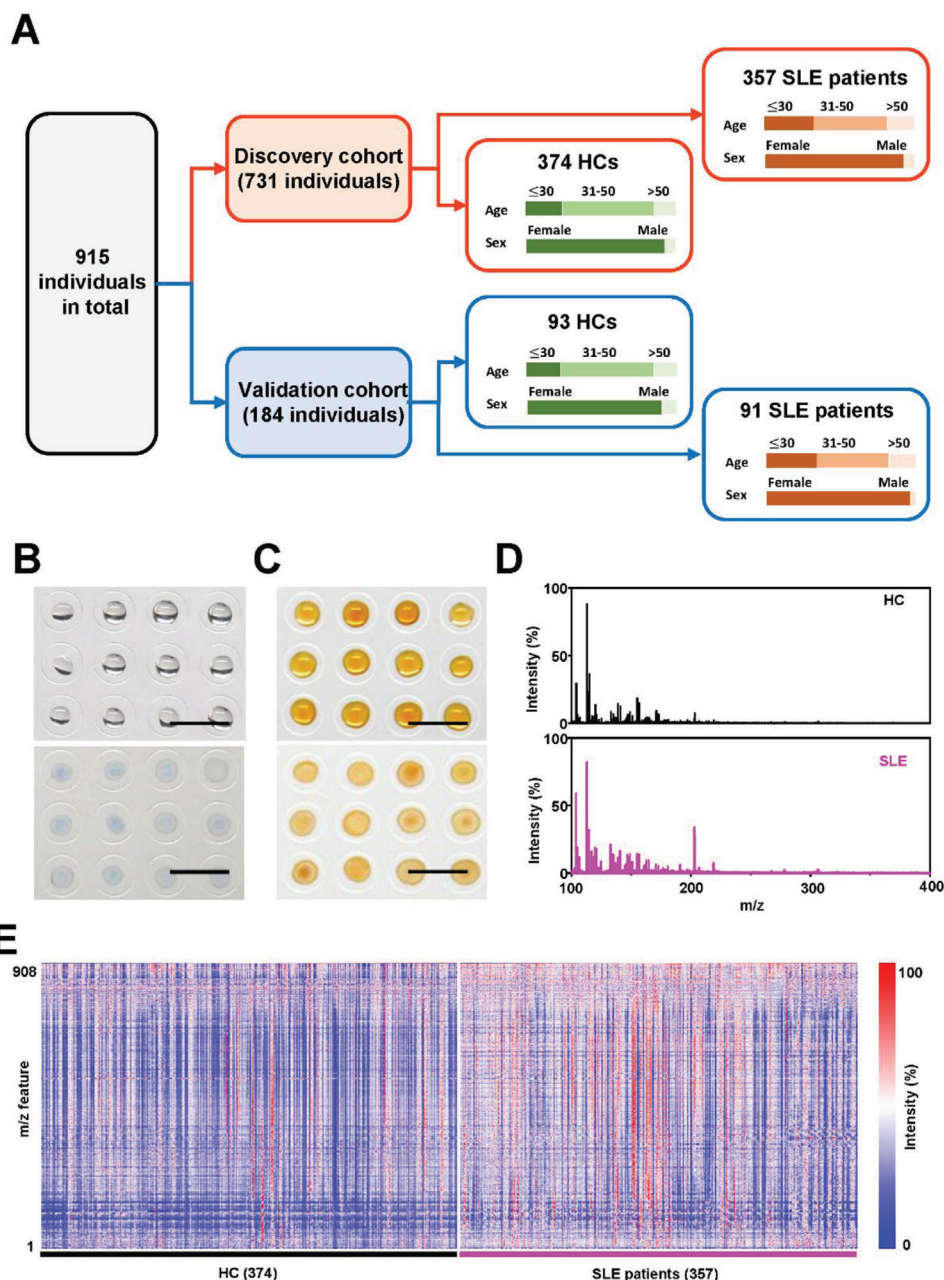 A
915
individuals
in total
Discovery cohort
(731 individuals)
357 SLE patients
≤30 31-50 >50
Age
Female Male
Sex
374 HCs
≤30 31-50 >50
Age
Female Male
Sex
Validation cohort
(184 individuals)
93 HCs
≤30 31-50 >50
Age
Female Male
Sex
91 SLE patients
≤30 31-50 >50
Age
Female Male
Sex
B
C
D
100
50
0
Intensity (%)
HC
100
50
0
Intensity (%)
SLE
100 200 300 400
m/z
E
908
m/z feature
1
HC (374)
SLE patients (357)
100
Intensity (%)
0